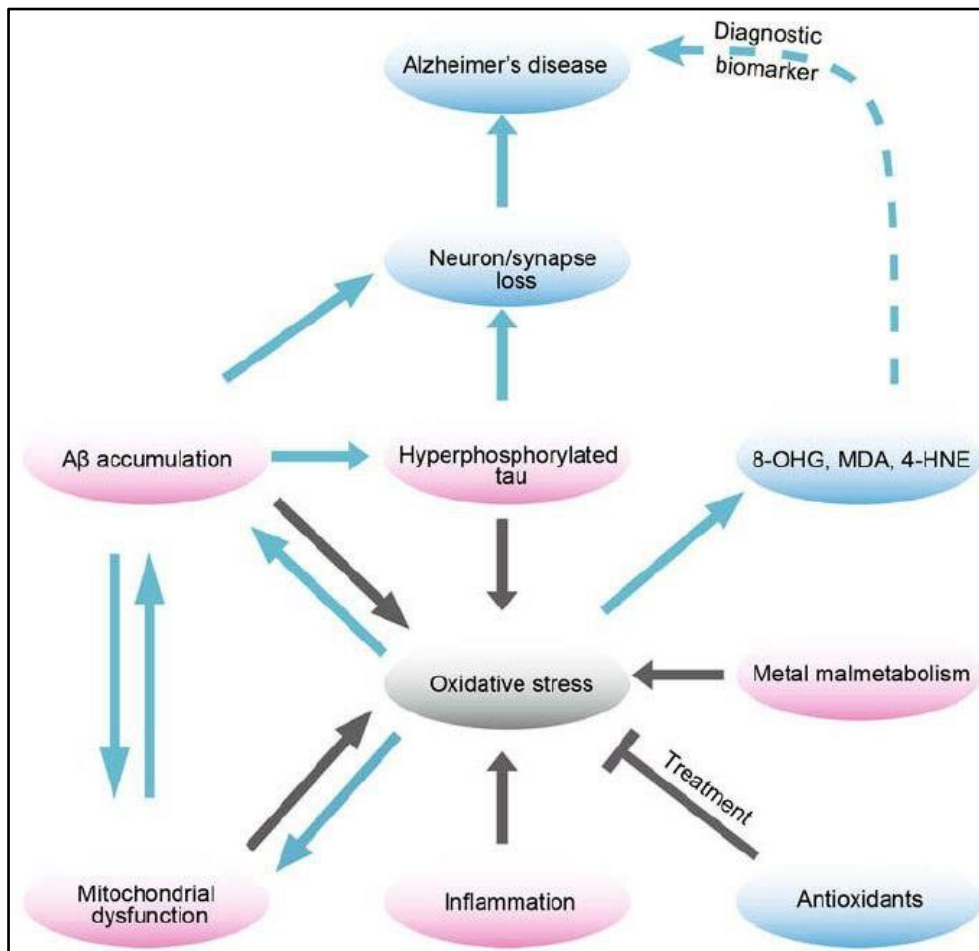 Diagnostic
biomarker
Alzheimer's disease
Neuron/synapse
loss
Aβ accumulation
Hyperphosphorylated
tau
8-OHG, MDA, 4-HNE
Oxidative stress
Metal malmetabolism
Treatment
Mitochondrial
dysfunction
Inflammation
Antioxidants